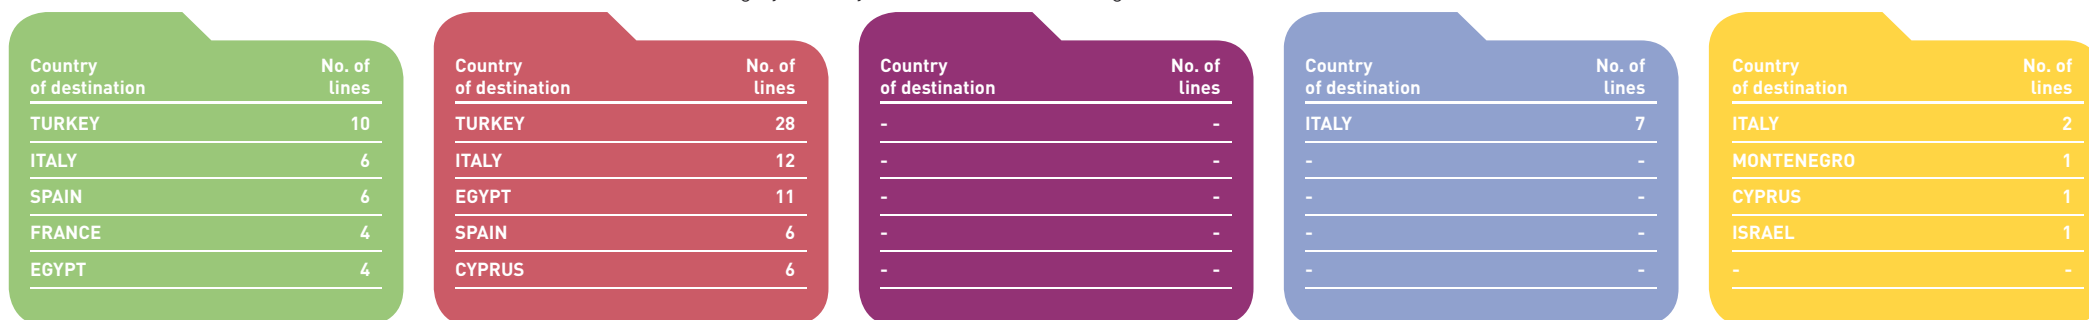 Country
of destination
No. of
lines
TURKEY 10
ITALY 6
SPAIN 6
FRANCE 4
EGYPT 4
Country
of destination
No. of
lines
TURKEY 28
ITALY 12
EGYPT 11
SPAIN 6
CYPRUS 6
Country
of destination
No. of
lines
- -
- -
- -
- -
- -
Country
of destination
No. of
lines
ITALY 7
- -
- -
- -
- -
Country
of destination
No. of
lines
ITALY 2
MONTENEGRO 1
CYPRUS 1
ISRAEL 1
- -